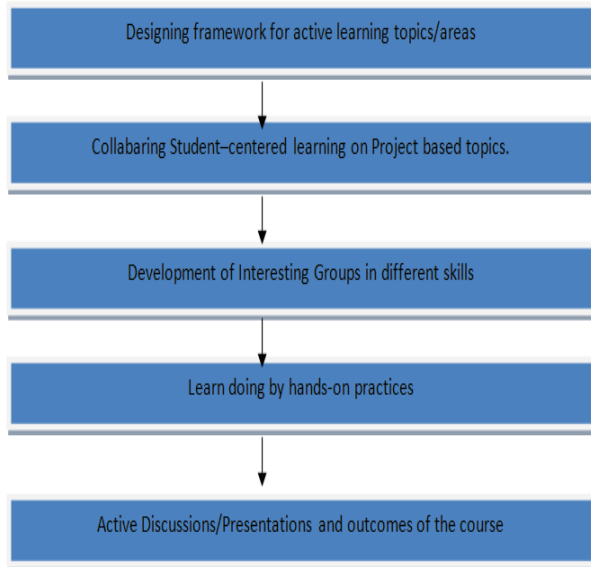 Designing framework for active learning topics/areas
Collabaring Student–centered learning on Project based topics.
Development of Interesting Groups in different skills
Learn doing by hands-on practices
Active Discussions/Presentations and outcomes of the course